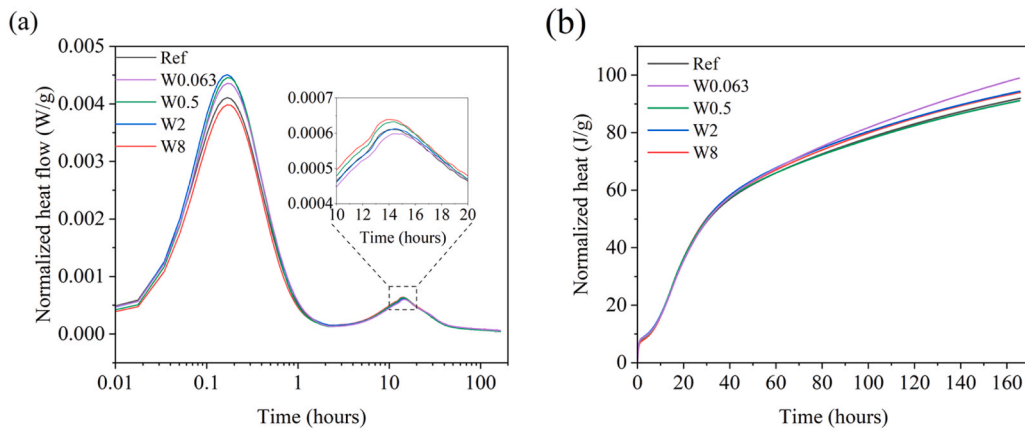 (a)
Normalized heat flow (W/g)
0.005
0.004
0.003
0.002
0.001
0.000
Ref
W0.063
W0.5
W2
W8
0.0007
0.0006
0.0005
0.0004
10 12 14 16 18 20
Time (hours)
0.01 0.1 1 10 100
Time (hours)
(b)
Normalized heat (J/g)
100
80
60
40
20
0
Ref
W0.063
W0.5
W2
W8
0 20 40 60 80 100 120 140 160
Time (hours)